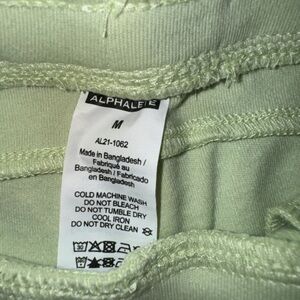 ALPHALETE
M
AL21-1062
Made in Bangladesh /
Fabriqué au
Bangladesh / Fabricado
en Bangladesh
COLD MACHINE WASH
DO NOT BLEACH
DO NOT TUMBLE DRY
COOL IRON
DO NOT DRY CLEAN
30